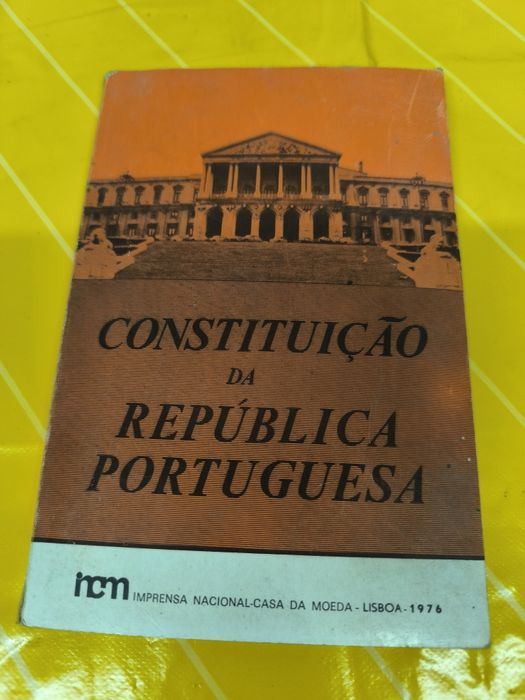 CONSTITUIÇÃO
DA
REPÚBLICA
PORTUGUESA
incm IMPRENSA NACIONAL-CASA DA MOEDA - LISBOA - 1976